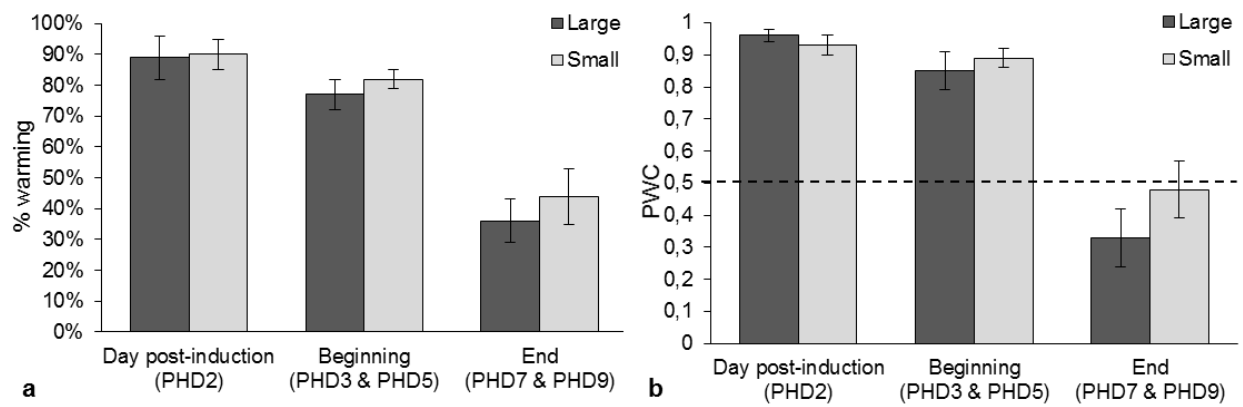 100%
90%
80%
70%
60%
50%
40%
30%
20%
10%
0%
% warming
Large
Small
Day post-induction
(PHD2)
Beginning
(PHD3 & PHD5)
End
(PHD7 & PHD9)
a
1
0,9
0,8
0,7
0,6
0,5
0,4
0,3
0,2
0,1
0
PWC
Large
Small
Day post-induction
(PHD2)
Beginning
(PHD3 & PHD5)
End
(PHD7 & PHD9)
b